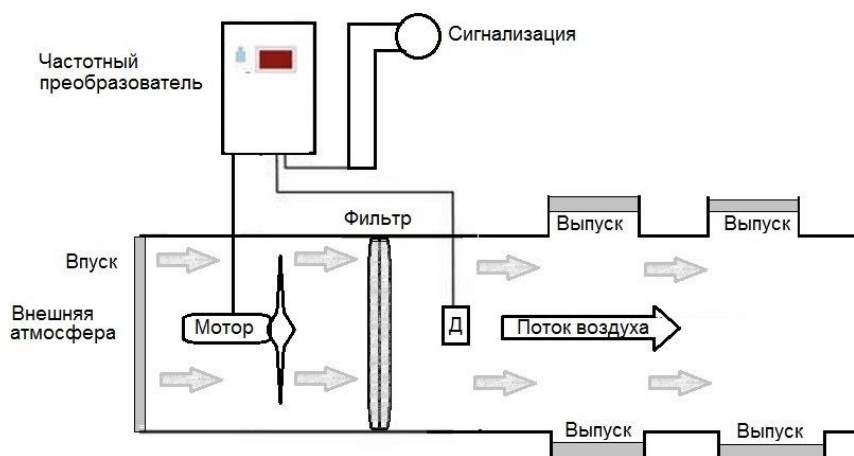 Сигнализация
Частотный
преобразователь
Фильтр
Выпуск
Выпуск
Впуск
Внешняя
атмосфера
Мотор
Д
Поток воздуха
Выпуск
Выпуск